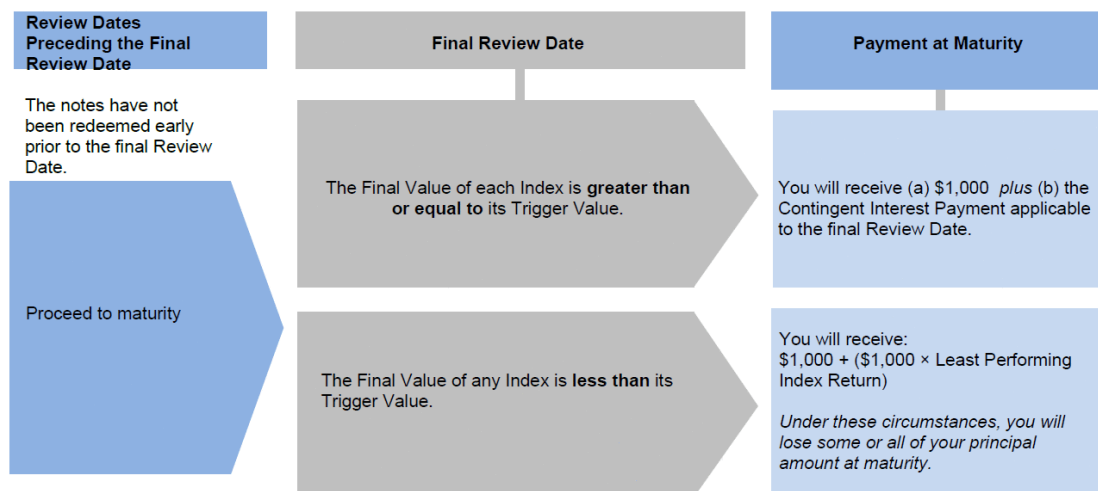 Review Dates
Preceding the Final
Review Date
The notes have not
been redeemed early
prior to the final Review
Date.
Proceed to maturity
Final Review Date
The Final Value of each Index is greater than
or equal to its Trigger Value.
The Final Value of any Index is less than its
Trigger Value.
Payment at Maturity
You will receive (a) $1,000 plus (b) the
Contingent Interest Payment applicable
to the final Review Date.
You will receive:
$1,000 + ($1,000 × Least Performing
Index Return)
Under these circumstances, you will
lose some or all of your principal
amount at maturity.